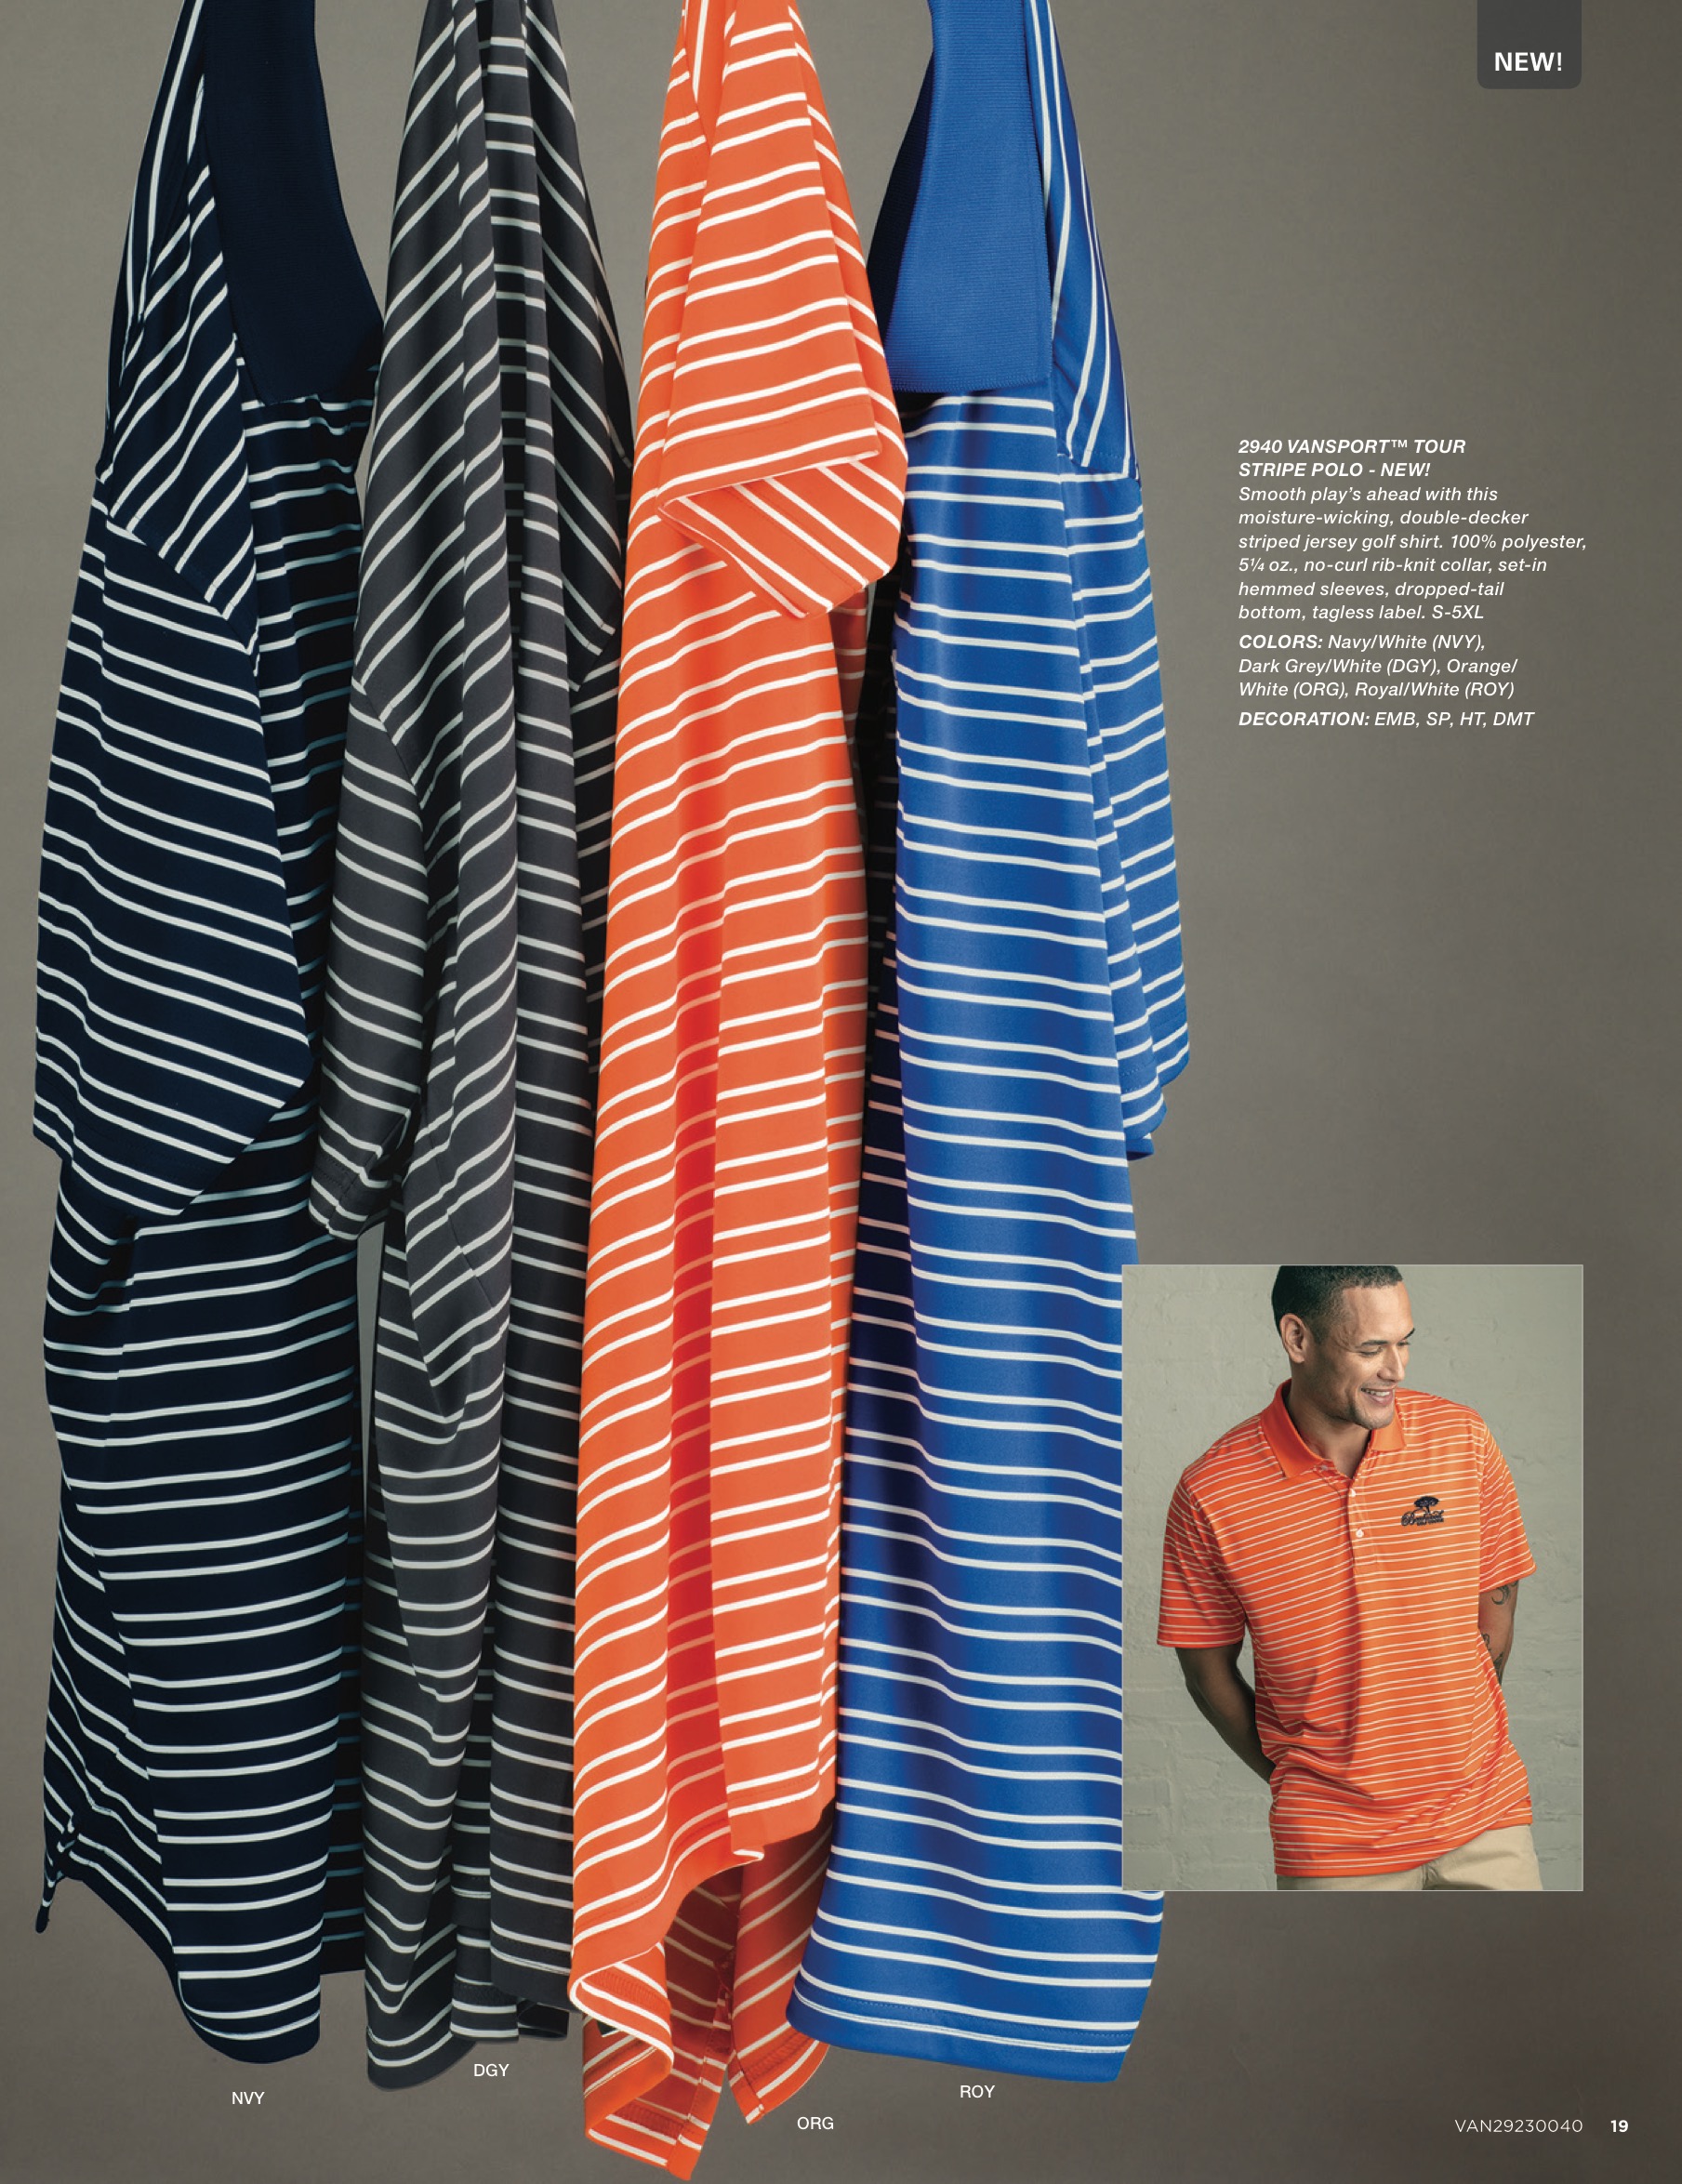 NEW!
2940 VANSPORT™ TOUR
STRIPE POLO - NEW!
Smooth play’s ahead with this
moisture-wicking, double-decker
striped jersey golf shirt. 100% polyester,
5¼ oz., no-curl rib-knit collar, set-in
hemmed sleeves, dropped-tail
bottom, tagless label. S-5XL
COLORS: Navy/White (NVY),
Dark Grey/White (DGY), Orange/
White (ORG), Royal/White (ROY)
DECORATION: EMB, SP, HT, DMT
DGY
NVY
ROY
ORG
VAN29230040 19